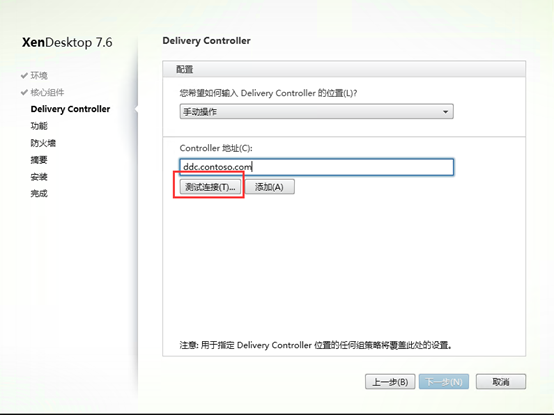 XenDesktop 7.6
环境
核心组件
Delivery Controller
功能
防火墙
摘要
安装
完成
Delivery Controller
配置
您希望如何输入 Delivery Controller 的位置(L)?
手动操作
Controller 地址(C):
ddc.contoso.com
测试连接(T)... 添加(A)
注意: 用于指定 Delivery Controller 位置的任何组策略将覆盖此处的设置。
上一步(B) 下一步(N) 取消